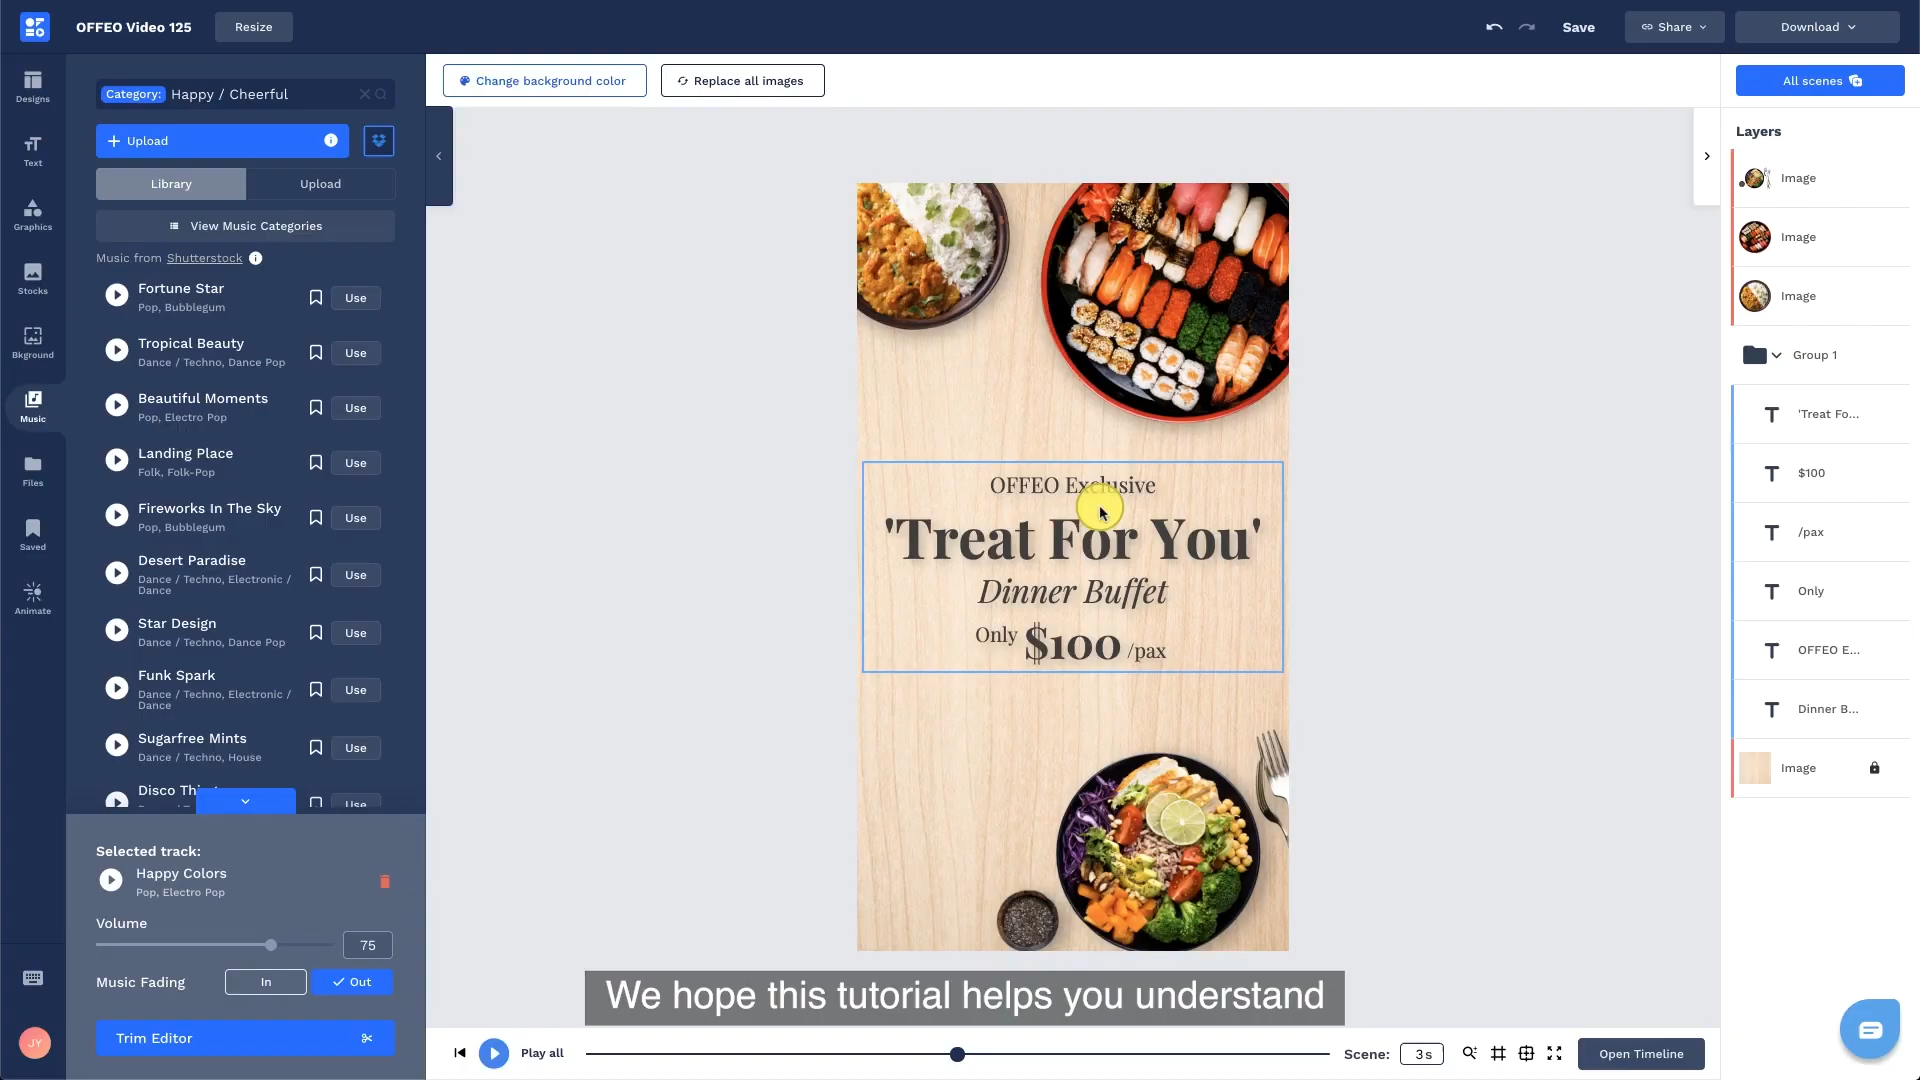 OFFEO Video 125
Resize
Save
Share
Download
Designs
Text
Graphics
Stocks
Bkground
Music
Files
Saved
Animate
JY
Category: Happy / Cheerful
+ Upload
Library
Upload
View Music Categories
Music from Shutterstock
Fortune Star
Pop, Bubblegum
Use
Tropical Beauty
Dance / Techno, Dance Pop
Use
Beautiful Moments
Pop, Electro Pop
Use
Landing Place
Folk, Folk-Pop
Use
Fireworks In The Sky
Pop, Bubblegum
Use
Desert Paradise
Dance / Techno, Electronic /
Dance
Use
Star Design
Dance / Techno, Dance Pop
Use
Funk Spark
Dance / Techno, Electronic /
Dance
Use
Sugarfree Mints
Dance / Techno, House
Use
Disco
Use
Selected track:
Happy Colors
Pop, Electro Pop
Volume
75
Music Fading
In
Out
Trim Editor
Change background color
Replace all images
OFFEO Exclusive
'Treat For You'
Dinner Buffet
Only $100 /pax
We hope this tutorial helps you understand
Play all
Scene: 3s
Open Timeline
All scenes
Layers
Image
Image
Image
Group 1
'Treat Fo...
$100
/pax
Only
OFFEO E...
Dinner B...
Image